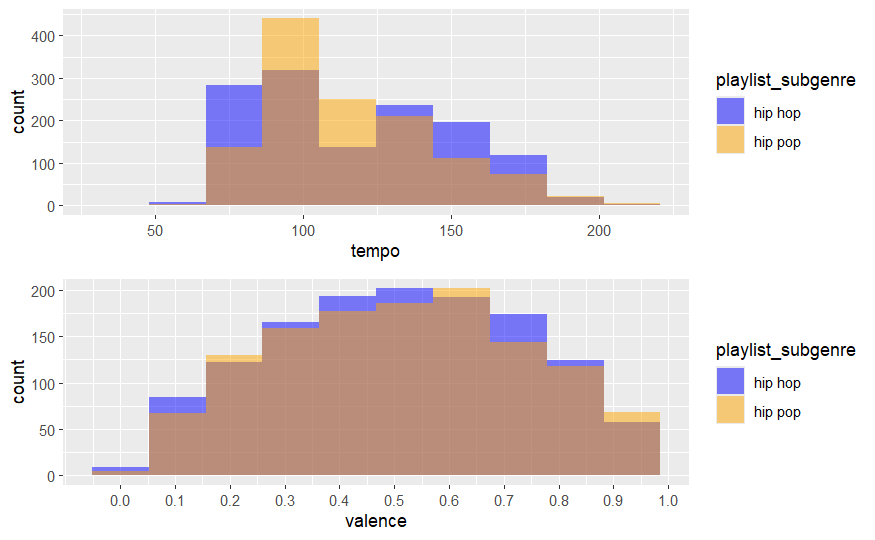 400
300
200
100
0
count
50 100 150 200
tempo
playlist_subgenre
hip hop
hip pop
200
150
100
50
0
count
0.0 0.1 0.2 0.3 0.4 0.5 0.6 0.7 0.8 0.9 1.0
valence
playlist_subgenre
hip hop
hip pop